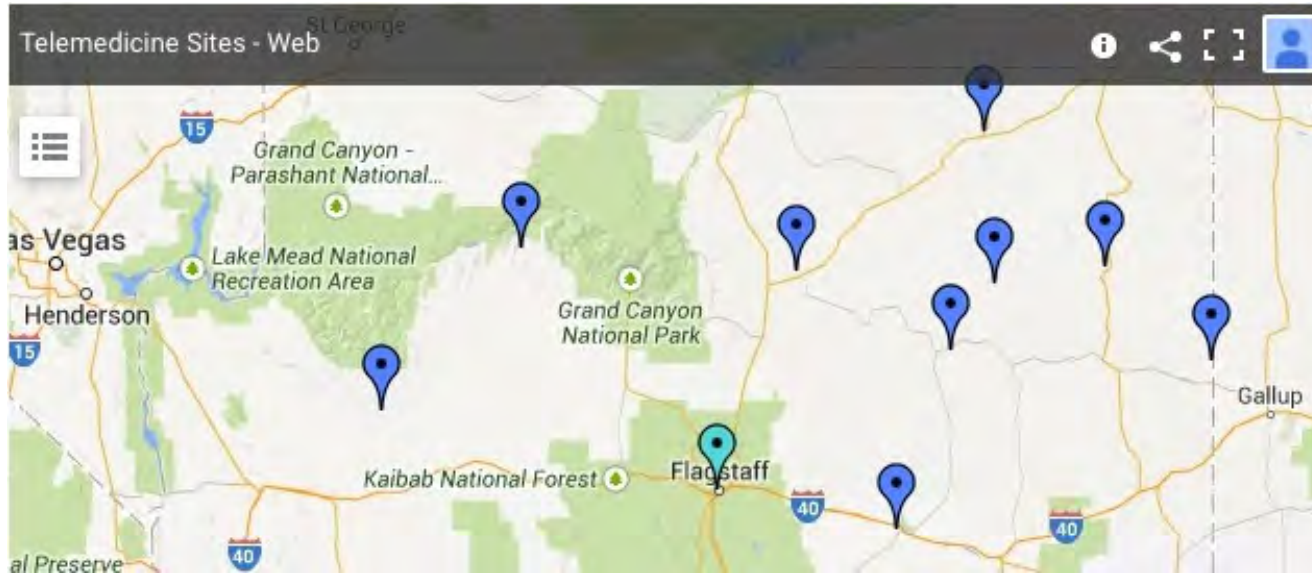 St George
Telemedicine Sites - Web
15
Grand Canyon -
Parashant National...
as Vegas
Lake Mead National
Recreation Area
Henderson
Grand Canyon
National Park
15
Gallup
Kaibab National Forest
Flagstaff
40
40
40
al Preserve